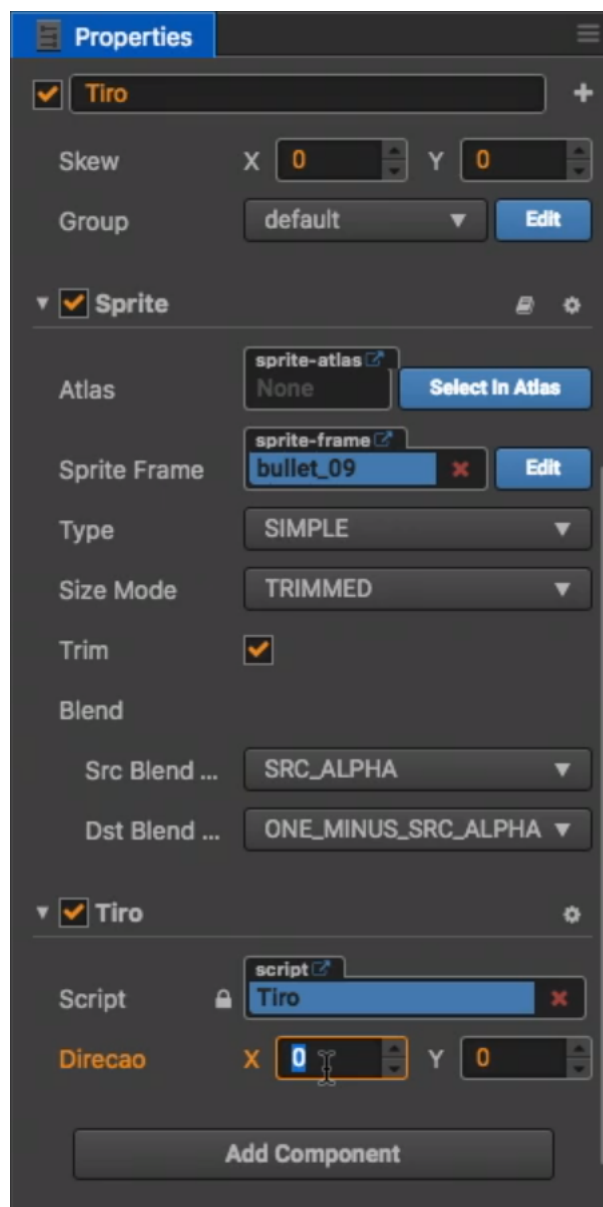 Properties
Tiro
Skew X 0 Y 0
Group default Edit
Sprite
sprite-atlas
Atlas None Select In Atlas
sprite-frame
Sprite Frame bullet_09 Edit
Type SIMPLE
Size Mode TRIMMED
Trim
Blend
Src Blend ... SRC_ALPHA
Dst Blend ... ONE_MINUS_SRC_ALPHA
Tiro
script
Script Tiro
Direcao X 0 Y 0
Add Component